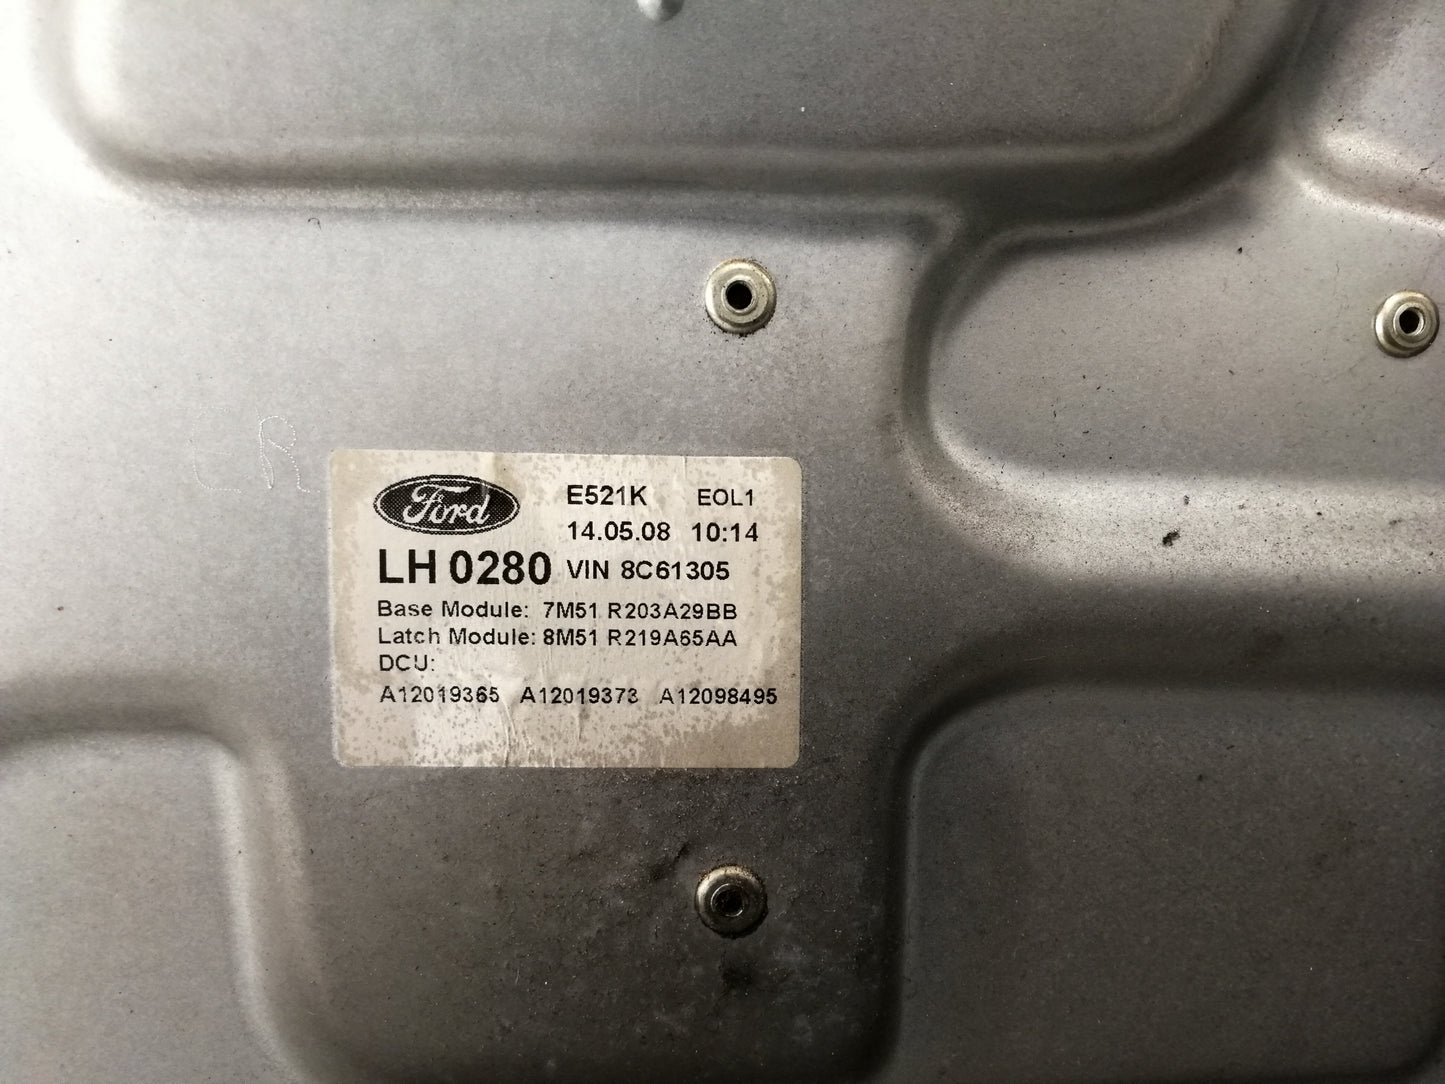 Ford E521K EOL1
14.05.08 10:14
LH 0280 VIN 8C61305
Base Module: 7M51 R203A29BB
Latch Module: 8M51 R219A65AA
DCU:
A12019365 A12019373 A12098495